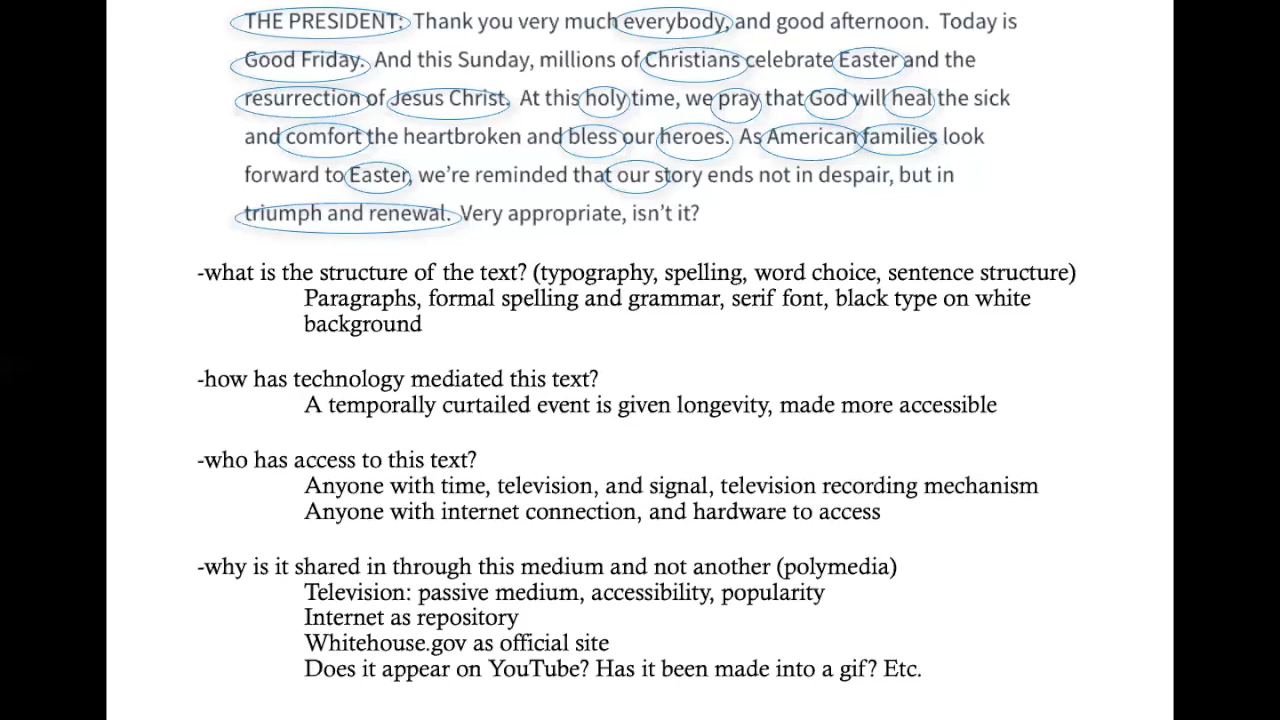 THE PRESIDENT: Thank you very much everybody, and good afternoon. Today is
Good Friday. And this Sunday, millions of Christians celebrate Easter and the
resurrection of Jesus Christ. At this holy time, we pray that God will heal the sick
and comfort the heartbroken and bless our heroes. As American families look
forward to Easter, we’re reminded that our story ends not in despair, but in
triumph and renewal. Very appropriate, isn’t it?
-what is the structure of the text? (typography, spelling, word choice, sentence structure)
Paragraphs, formal spelling and grammar, serif font, black type on white
background
-how has technology mediated this text?
A temporally curtailed event is given longevity, made more accessible
-who has access to this text?
Anyone with time, television, and signal, television recording mechanism
Anyone with internet connection, and hardware to access
-why is it shared in through this medium and not another (polymedia)
Television: passive medium, accessibility, popularity
Internet as repository
Whitehouse.gov as official site
Does it appear on YouTube? Has it been made into a gif? Etc.